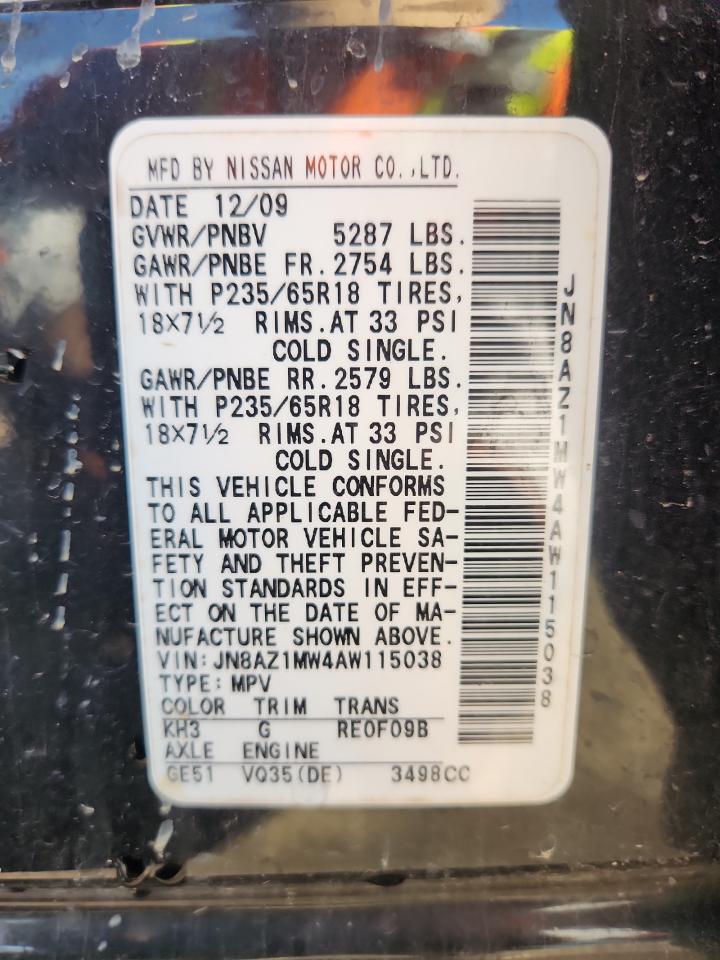 MFD BY NISSAN MOTOR CO.,LTD.
DATE 12/09
GVWR/PNBV 5287 LBS.
GAWR/PNBE FR. 2754 LBS.
WITH P235/65R18 TIRES,
18X7½ RIMS. AT 33 PSI
COLD SINGLE.
GAWR/PNBE RR. 2579 LBS.
WITH P235/65R18 TIRES,
18X7½ RIMS. AT 33 PSI
COLD SINGLE.
THIS VEHICLE CONFORMS
TO ALL APPLICABLE FED-
ERAL MOTOR VEHICLE SA-
FETY AND THEFT PREVEN-
TION STANDARDS IN EFF-
ECT ON THE DATE OF MA-
NUFACTURE SHOWN ABOVE.
VIN: JN8AZ1MW4AW115038
TYPE: MPV
COLOR TRIM TRANS
KH3 G RE0F09B
AXLE ENGINE
GE51 VQ35(DE) 3498CC
JN8AZ1MW4AW115038